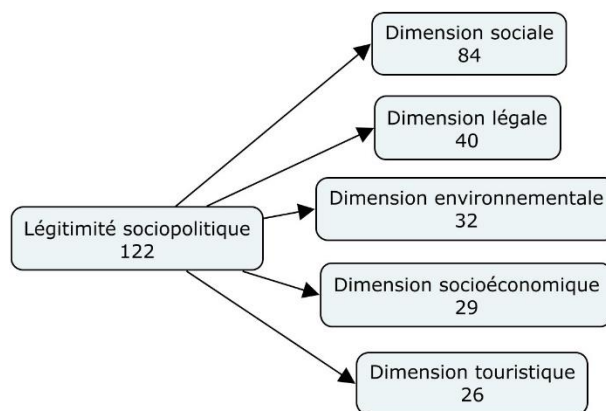 Dimension sociale
84
Dimension légale
40
Dimension environnementale
32
Légitimité sociopolitique
122
Dimension socioéconomique
29
Dimension touristique
26